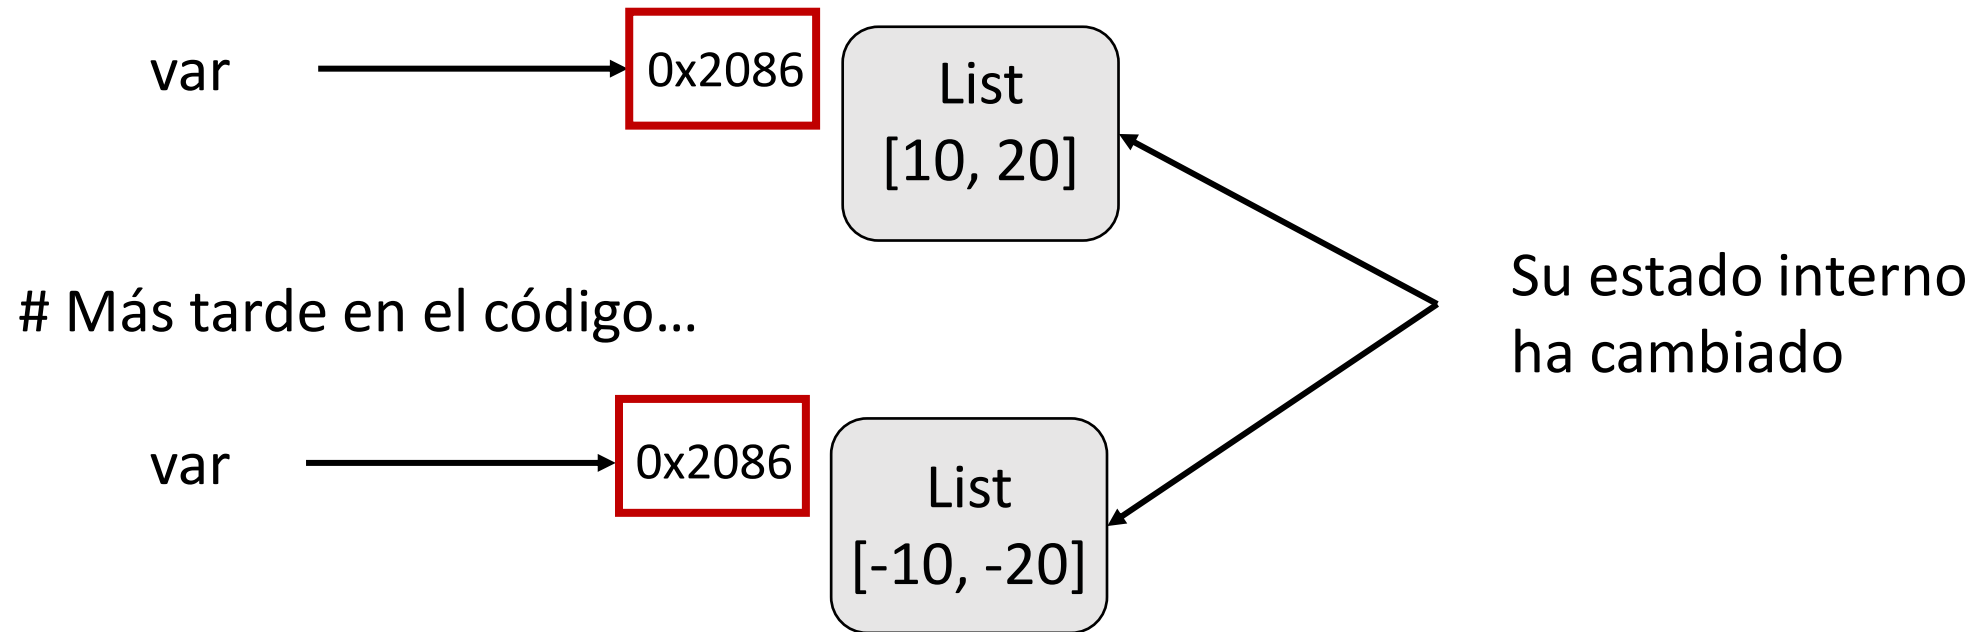 var
0x2086
List
[10, 20]
# Más tarde en el código...
Su estado interno
ha cambiado
var
0x2086
List
[-10, -20]